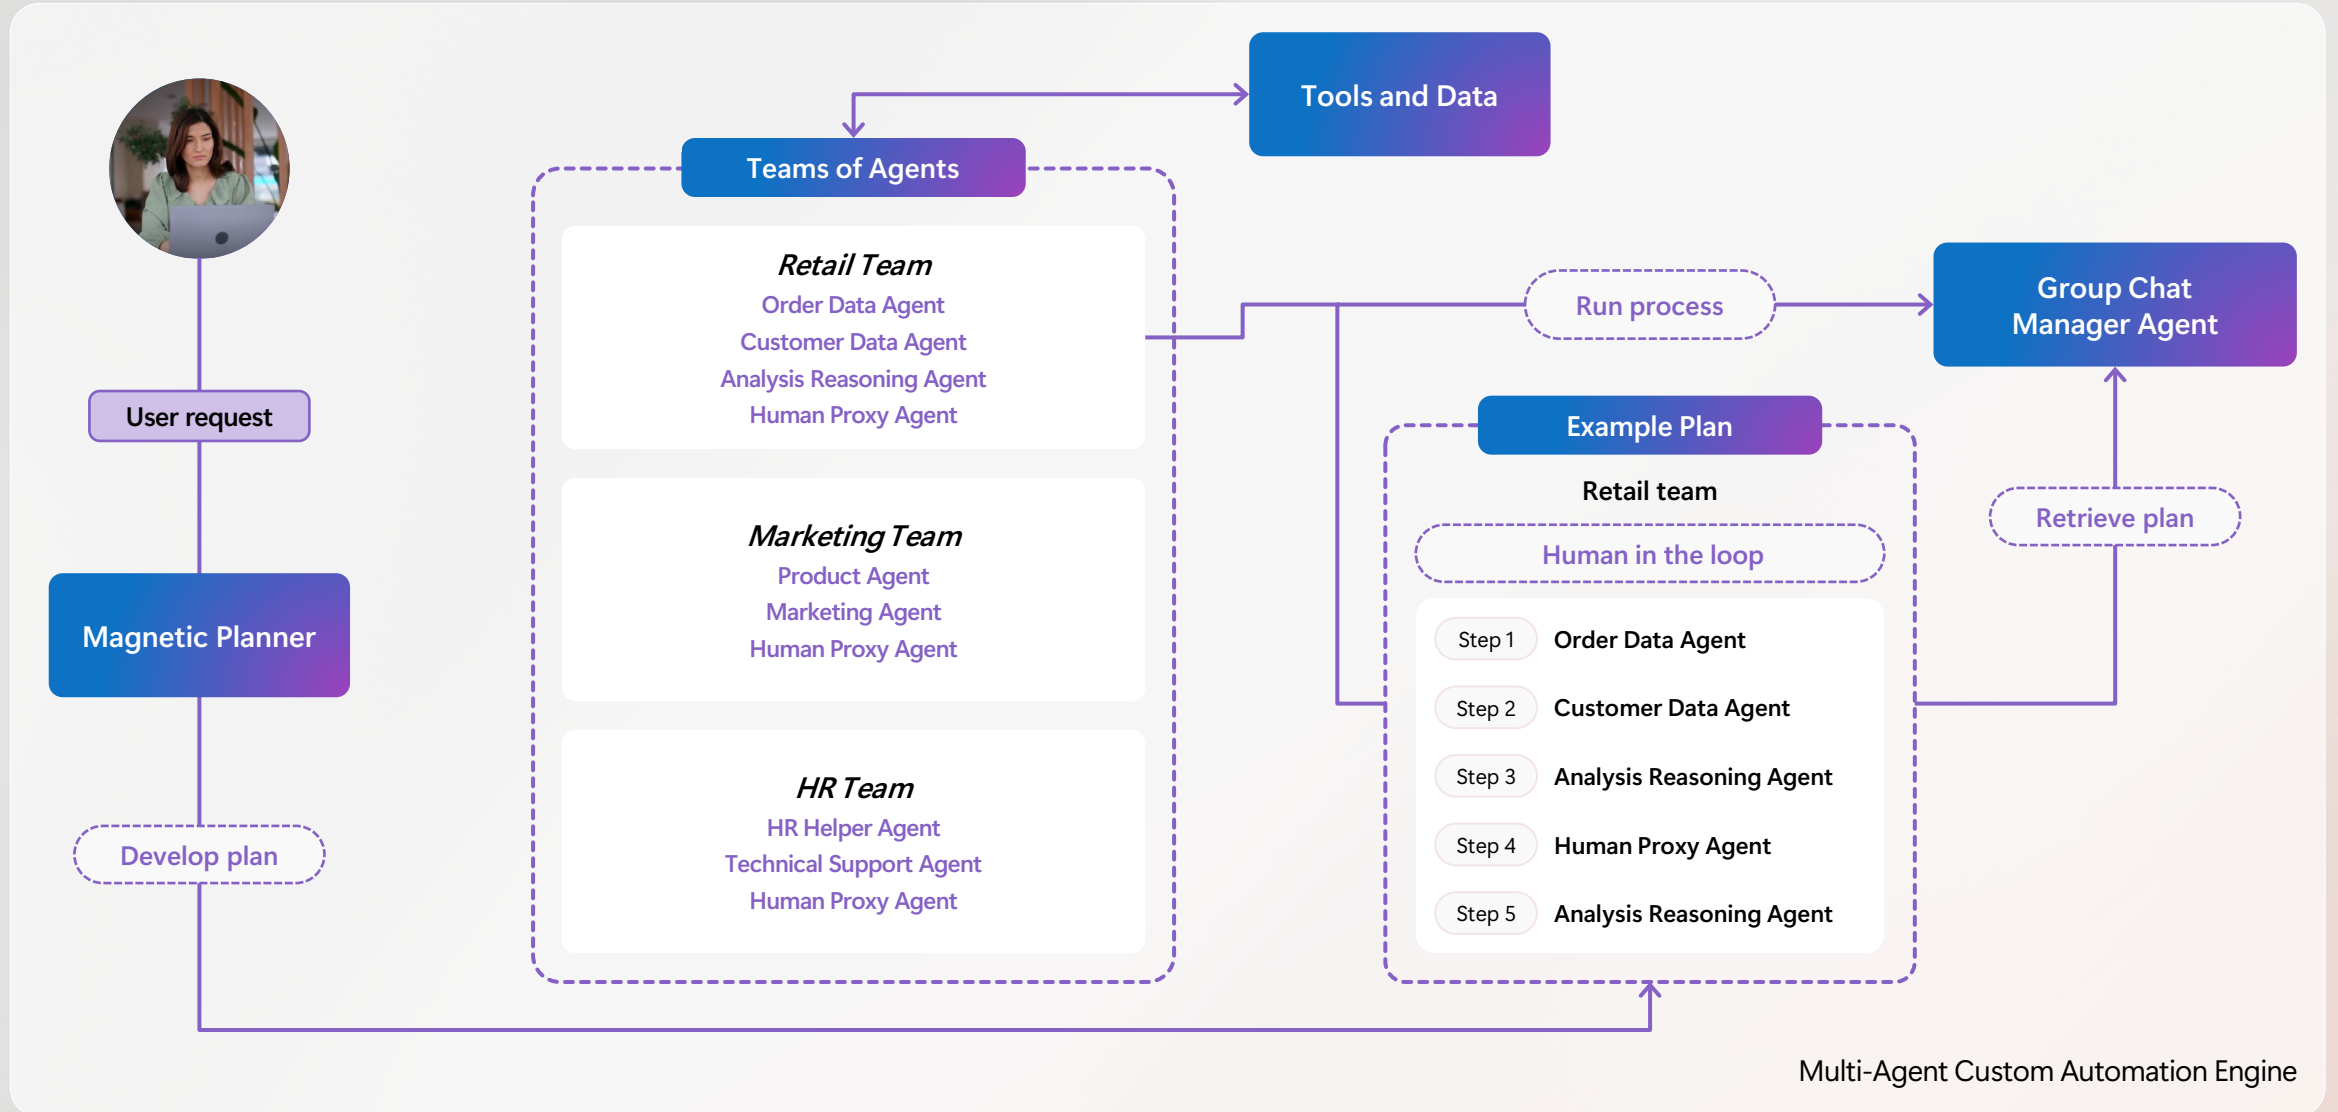 Tools and Data
Teams of Agents
Retail Team
Order Data Agent
Customer Data Agent
Analysis Reasoning Agent
Human Proxy Agent
Marketing Team
Product Agent
Marketing Agent
Human Proxy Agent
HR Team
HR Helper Agent
Technical Support Agent
Human Proxy Agent
User request
Magnetic Planner
Develop plan
Run process
Group Chat
Manager Agent
Example Plan
Retail team
Human in the loop
Step 1 Order Data Agent
Step 2 Customer Data Agent
Step 3 Analysis Reasoning Agent
Step 4 Human Proxy Agent
Step 5 Analysis Reasoning Agent
Retrieve plan
Multi-Agent Custom Automation Engine